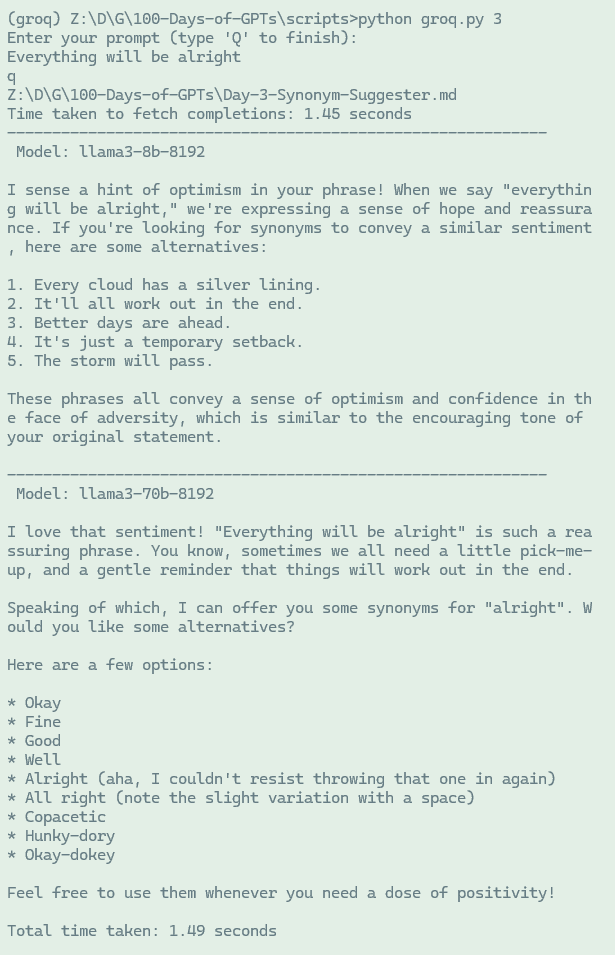 (groq) Z:\D\G\100-Days-of-GPTs\scripts>python groq.py 3
Enter your prompt (type 'Q' to finish):
Everything will be alright
q
Z:\D\G\100-Days-of-GPTs\Day-3-Synonym-Suggester.md
Time taken to fetch completions: 1.45 seconds
────────────────────────────────────────────────────────────
 Model: llama3-8b-8192

I sense a hint of optimism in your phrase! When we say "everythin
g will be alright," we're expressing a sense of hope and reassura
nce. If you're looking for synonyms to convey a similar sentiment
, here are some alternatives:

1. Every cloud has a silver lining.
2. It'll all work out in the end.
3. Better days are ahead.
4. It's just a temporary setback.
5. The storm will pass.

These phrases all convey a sense of optimism and confidence in th
e face of adversity, which is similar to the encouraging tone of
your original statement.

────────────────────────────────────────────────────────────
 Model: llama3-70b-8192

I love that sentiment! "Everything will be alright" is such a rea
ssuring phrase. You know, sometimes we all need a little pick-me-
up, and a gentle reminder that things will work out in the end.

Speaking of which, I can offer you some synonyms for "alright". W
ould you like some alternatives?

Here are a few options:

* Okay
* Fine
* Good
* Well
* Alright (aha, I couldn't resist throwing that one in again)
* All right (note the slight variation with a space)
* Copacetic
* Hunky-dory
* Okay-dokey

Feel free to use them whenever you need a dose of positivity!

Total time taken: 1.49 seconds